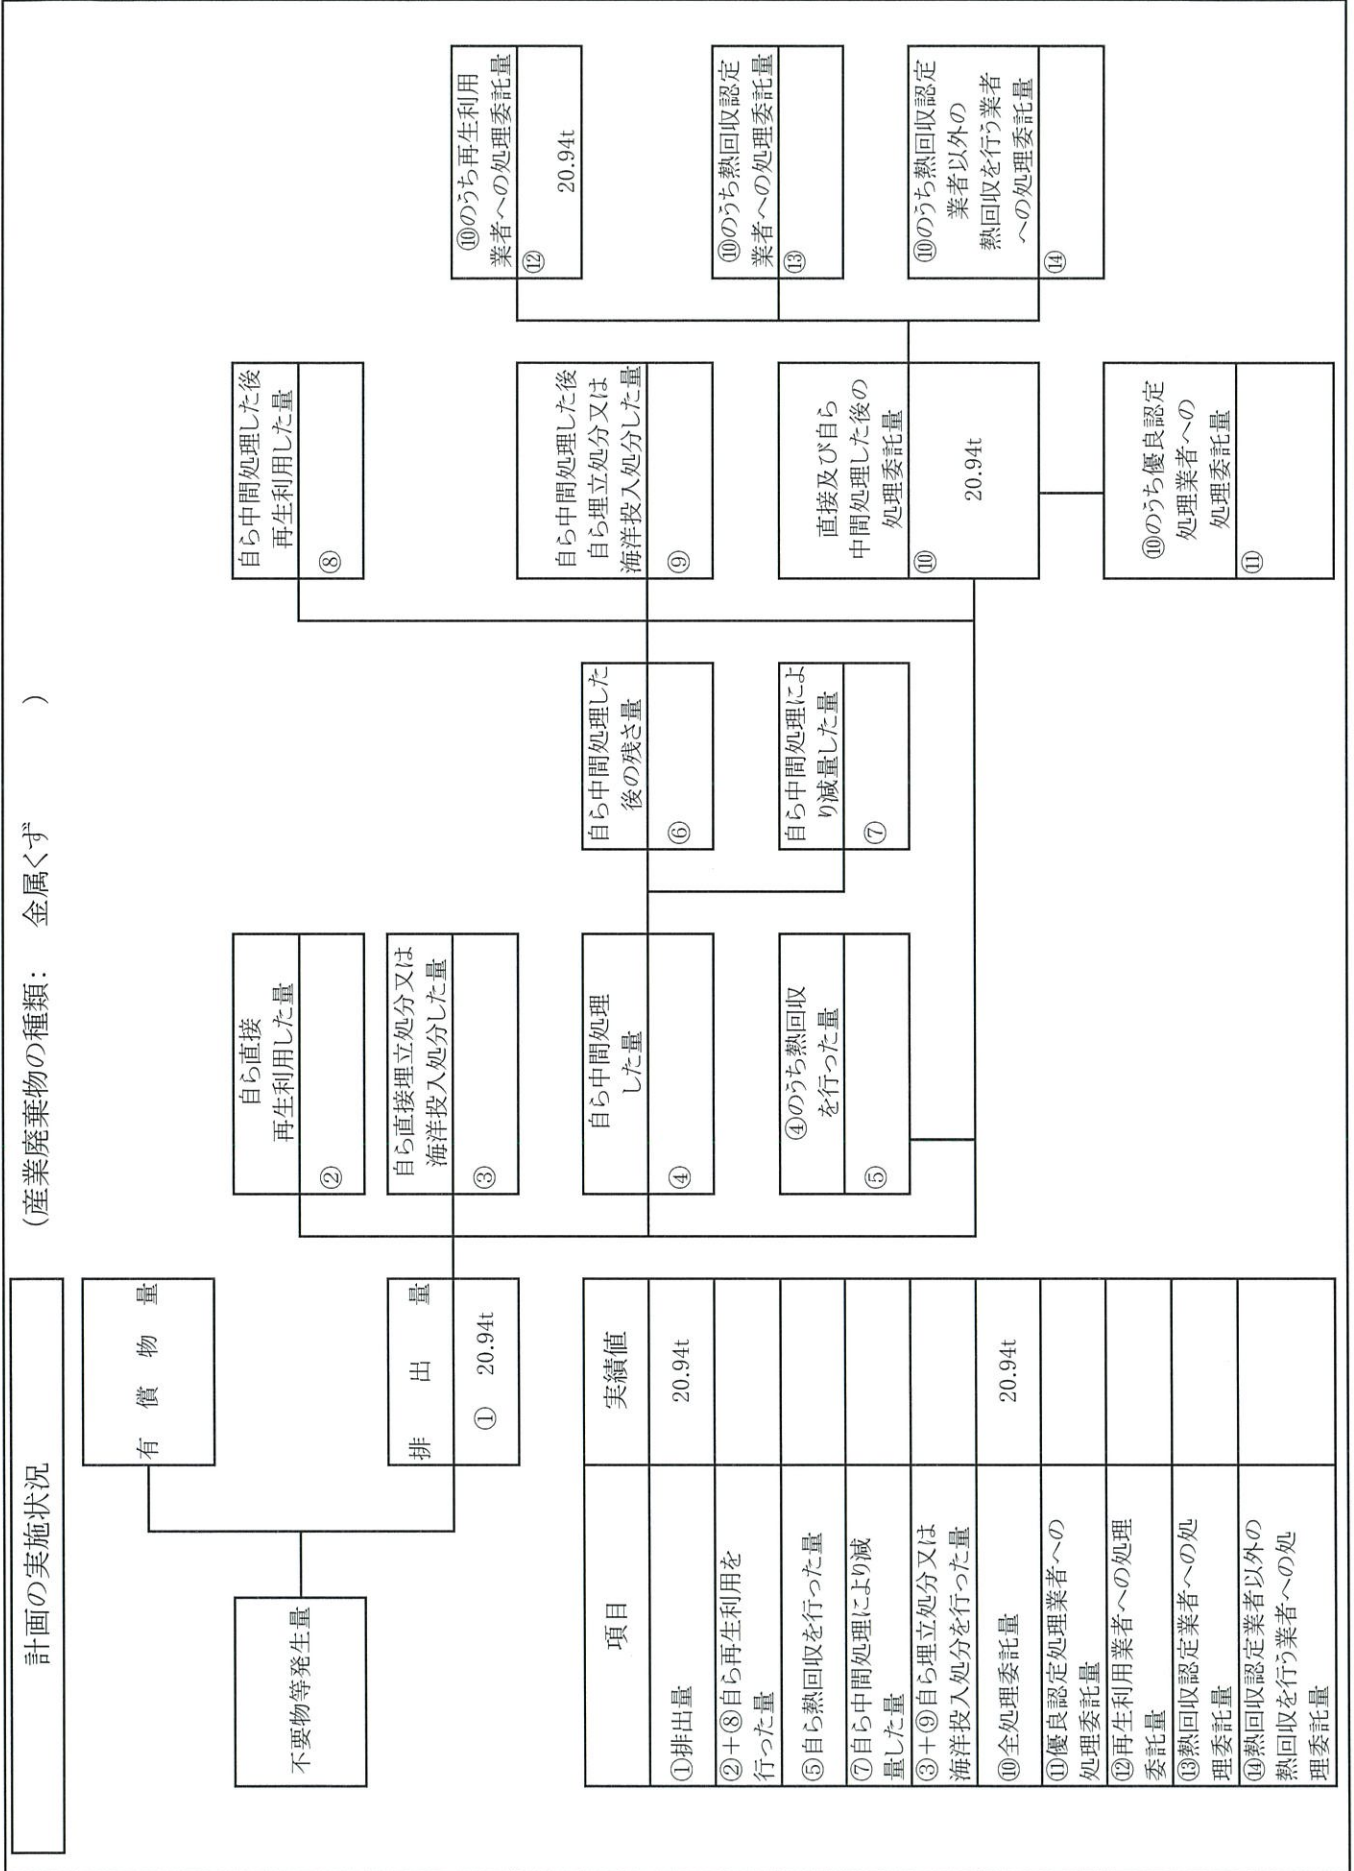 計画の実施状況
(産業廃棄物の種類： 金属くず )
不要物等発生量
有 償 物 量
排 出 量
① 20.94t
自ら直接
再生利用した量
②
自ら直接埋立処分又は
海洋投入処分した量
③
自ら中間処理
した量
④
④のうち熱回収
を行った量
⑤
自ら中間処理した
後の残さ量
⑥
自ら中間処理によ
り減量した量
⑦
自ら中間処理した後
再生利用した量
⑧
自ら中間処理した後
自ら埋立処分又は
海洋投入処分した量
⑨
直接及び自ら
中間処理した後の
処理委託量
⑩
20.94t
⑩のうち優良認定
処理業者への
処理委託量
⑪
⑩のうち再生利用
業者への処理委託量
⑫
20.94t
⑩のうち熱回収認定
業者への処理委託量
⑬
⑩のうち熱回収認定
業者以外の
熱回収を行う業者
への処理委託量
⑭
項目 実績値
①排出量 20.94t
②＋⑧自ら再生利用を
行った量
⑤自ら熱回収を行った量
⑦自ら中間処理により減
量した量
③＋⑨自ら埋立処分又は
海洋投入処分を行った量
⑩全処理委託量 20.94t
⑪優良認定処理業者への
処理委託量
⑫再生利用業者への処理
委託量
⑬熱回収認定業者への処
理委託量
⑭熱回収認定業者以外の
熱回収を行う業者への処
理委託量